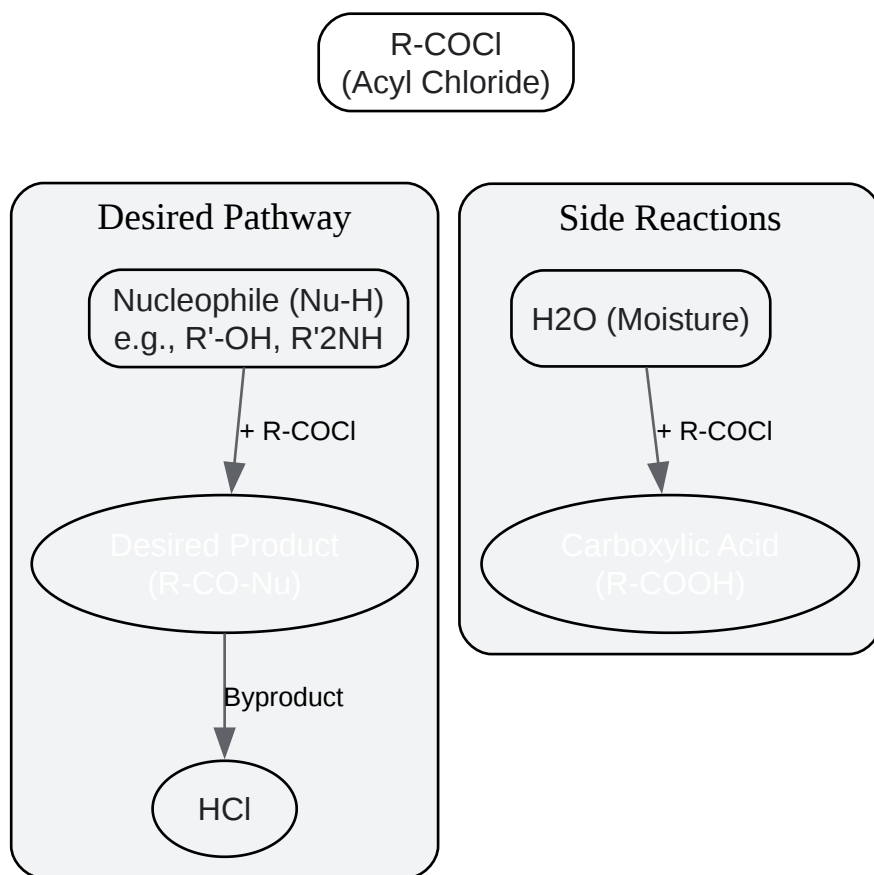 R-COCl
(Acyl Chloride)
Desired Pathway
Nucleophile (Nu-H)
e.g., R'-OH, R'2NH
+ R-COCl
Desired Product
(R-CO-Nu)
Byproduct
HCl
Side Reactions
H2O (Moisture)
+ R-COCl
Carboxylic Acid
(R-COOH)